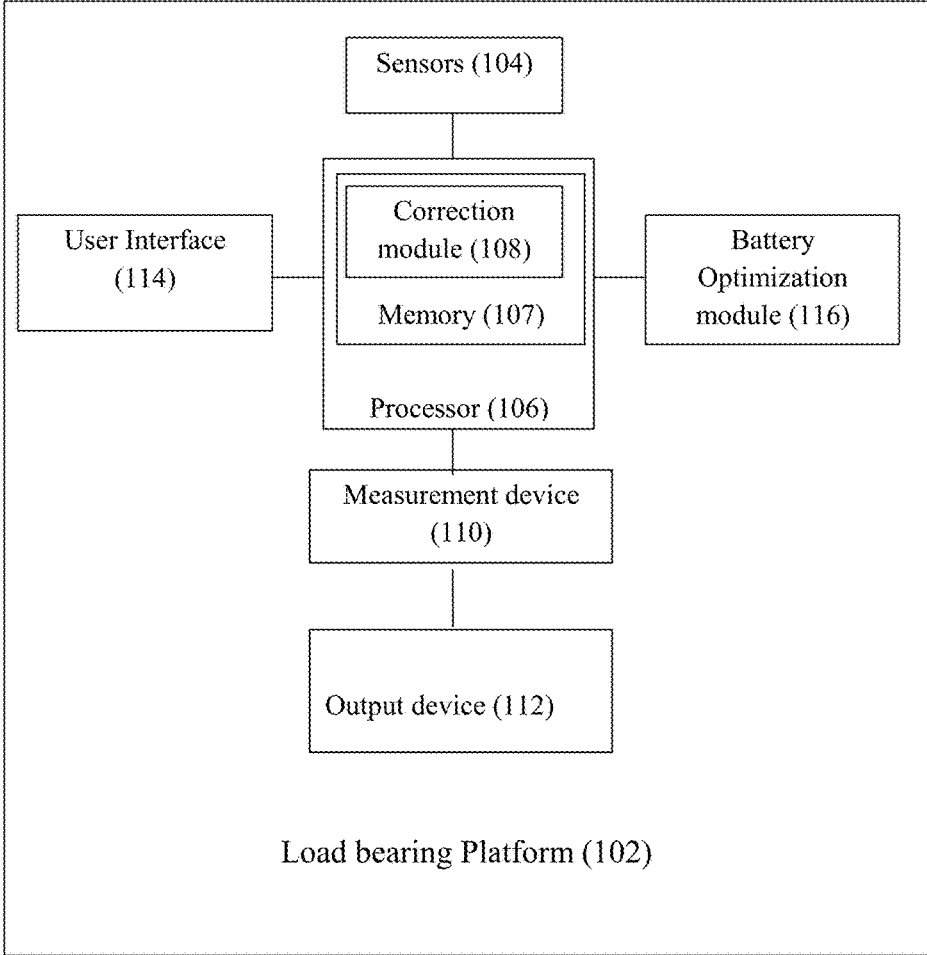 Sensors (104)
Correction
module (108)
Memory (107)
Processor (106)
User Interface
(114)
Battery
Optimization
module (116)
Measurement device
(110)
Output device (112)
Load bearing Platform (102)